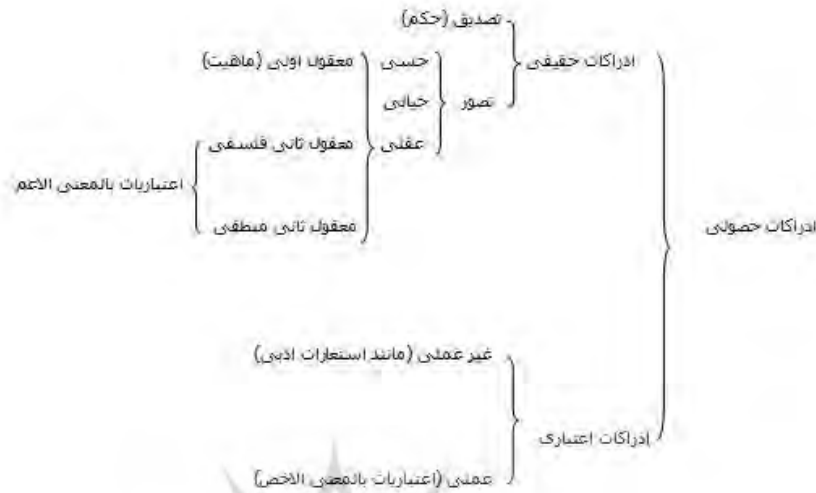 تصدیق (حکم)
ادراکات حقیقی
حسی
معقول اولی (ماهیت)
تصور
خیالی
عقلی
معقول ثانی فلسفی
اعتباریات بالمعنی الاعم
معقول ثانی منطقی
ادراکات حصولی
غیر عملی (مانند استعارات ادبی)
ادراکات اعتباری
عملی (اعتباریات بالمعنی الاخص)